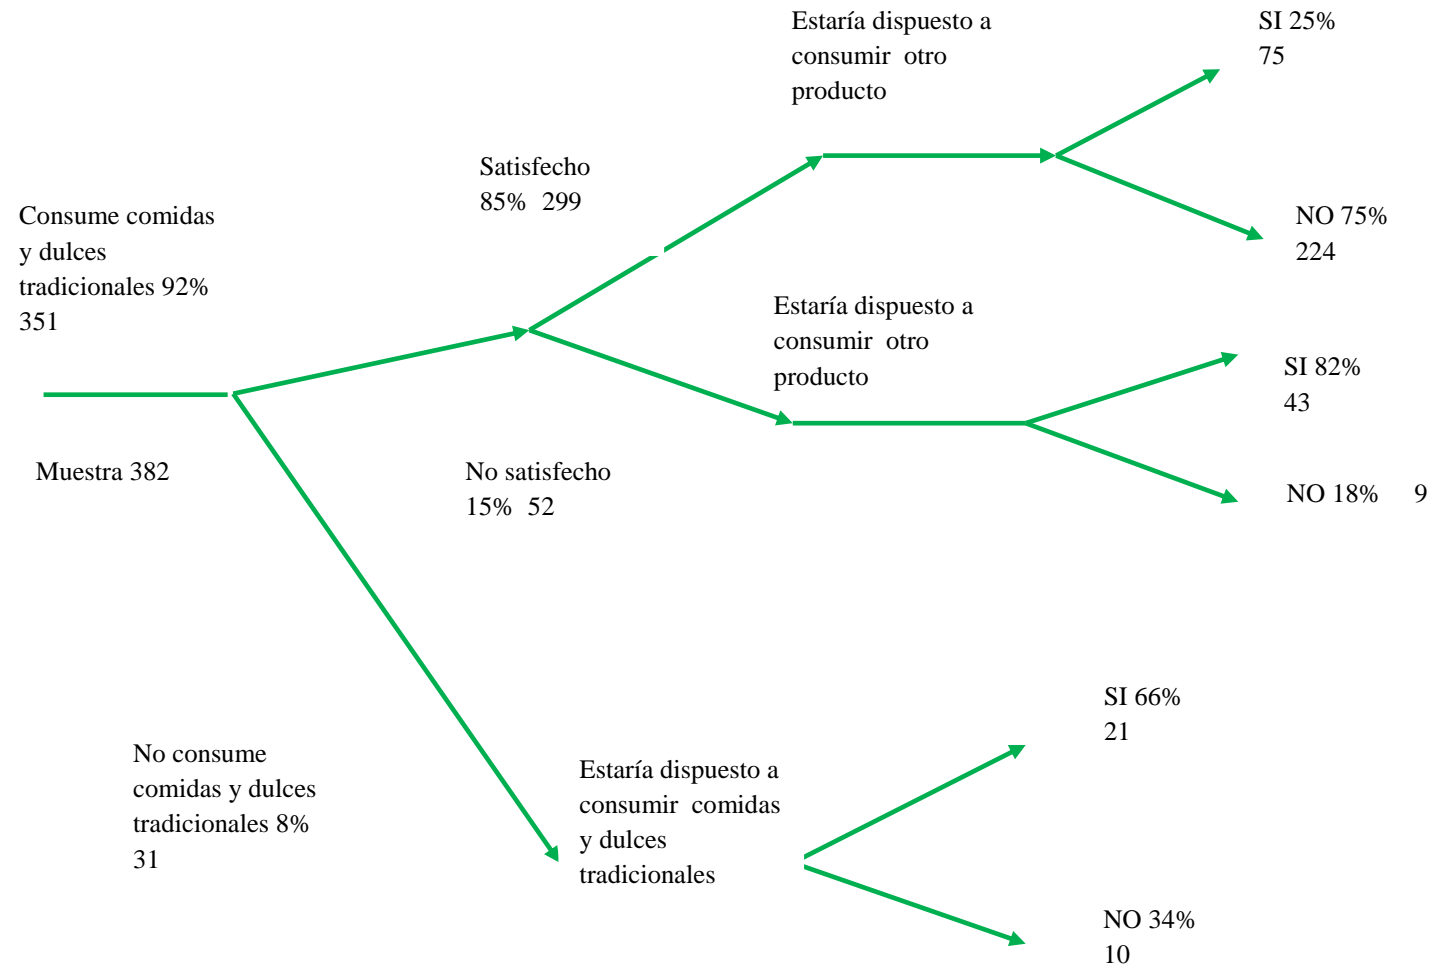 Estaría dispuesto a
consumir otro
producto
SI 25%
75
Satisfecho
85% 299
NO 75%
224
Consume comidas
y dulces
tradicionales 92%
351
Estaría dispuesto a
consumir otro
producto
SI 82%
43
Muestra 382
No satisfecho
15% 52
NO 18% 9
SI 66%
21
No consume
comidas y dulces
tradicionales 8%
31
Estaría dispuesto a
consumir comidas
y dulces
tradicionales
NO 34%
10